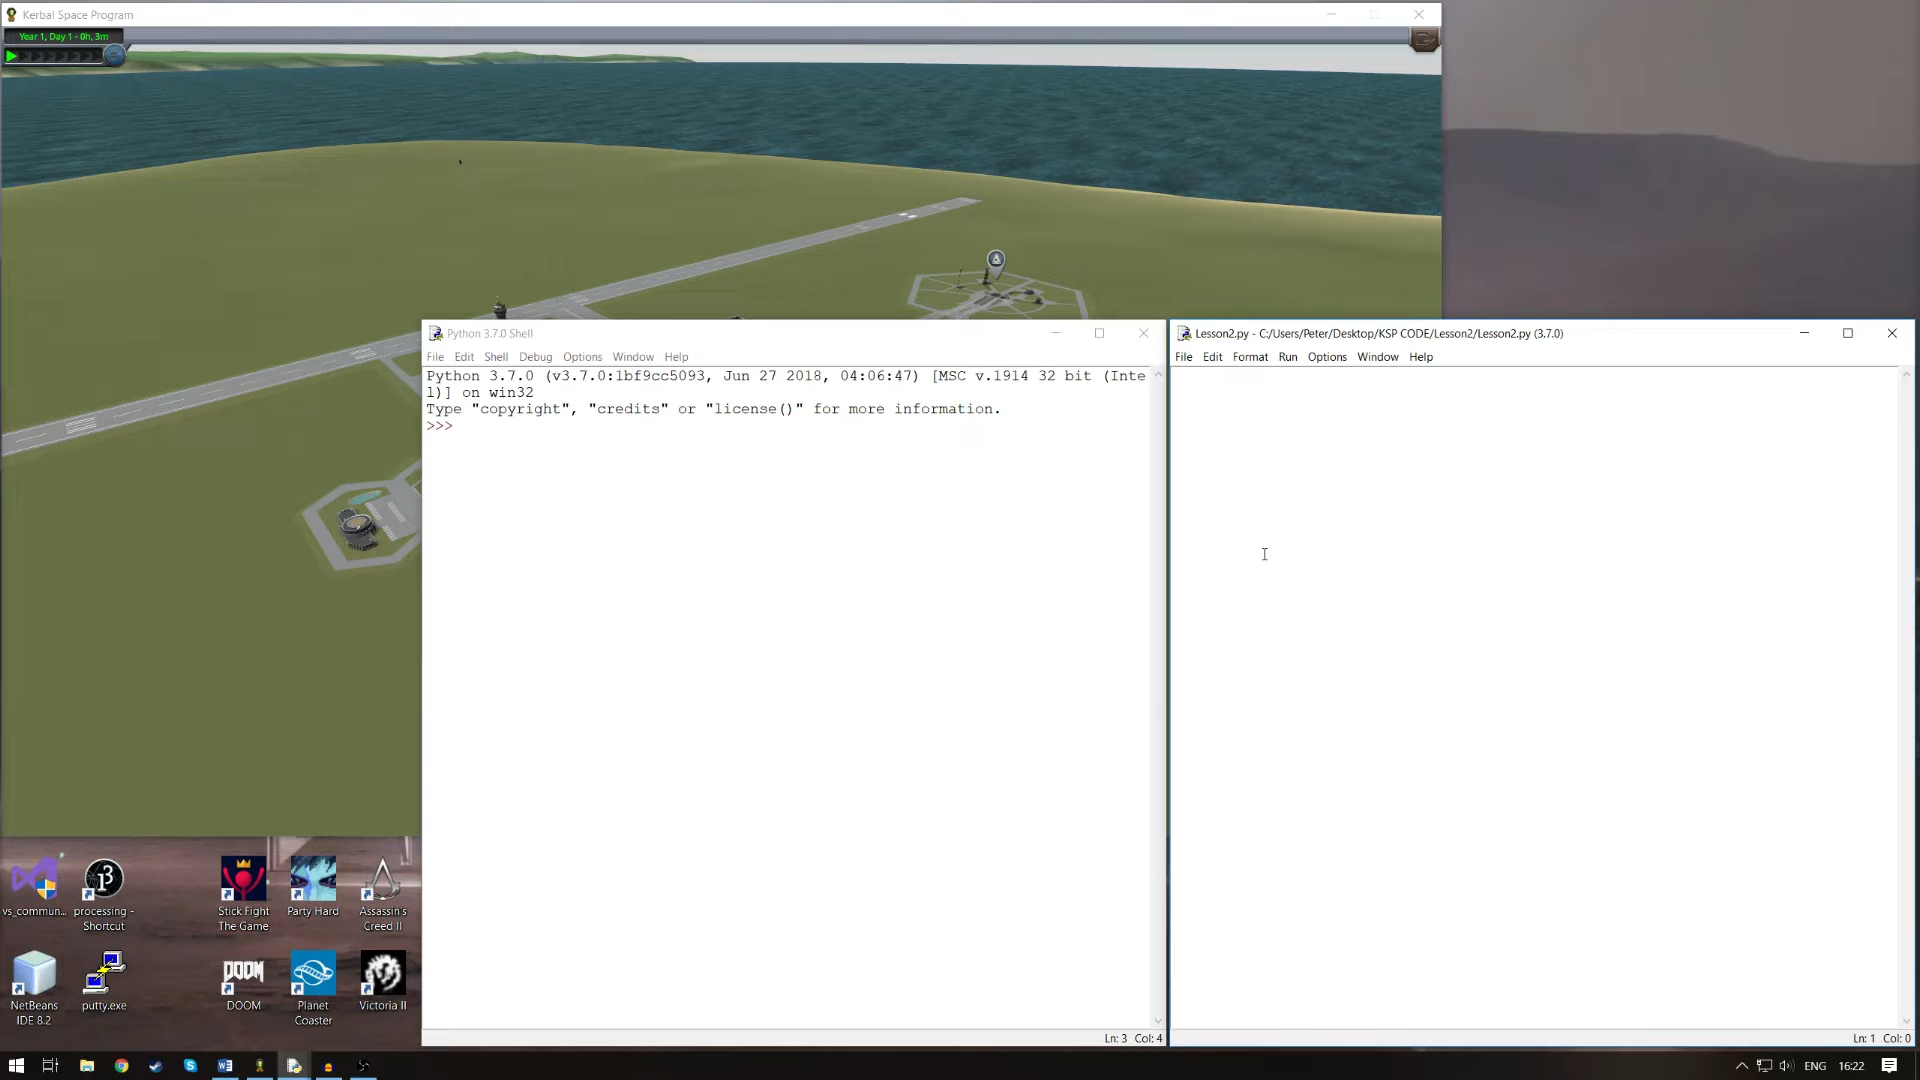 Kerbal Space Program
Year 1, Day 1 - 0h, 3m
Python 3.7.0 Shell
File Edit Shell Debug Options Window Help
Python 3.7.0 (v3.7.0:1bf9cc5093, Jun 27 2018, 04:06:47) [MSC v.1914 32 bit (Inte
l)] on win32
Type "copyright", "credits" or "license()" for more information.
>>>
Ln: 3 Col: 4
Lesson2.py - C:/Users/Peter/Desktop/KSP CODE/Lesson2/Lesson2.py (3.7.0)
File Edit Format Run Options Window Help
Ln: 1 Col: 0
vs_commun...
processing -
Shortcut
Stick Fight
The Game
Party Hard
Assassin's
Creed II
NetBeans
IDE 8.2
putty.exe
DOOM
DOOM
Planet
Coaster
Victoria II
ENG 16:22